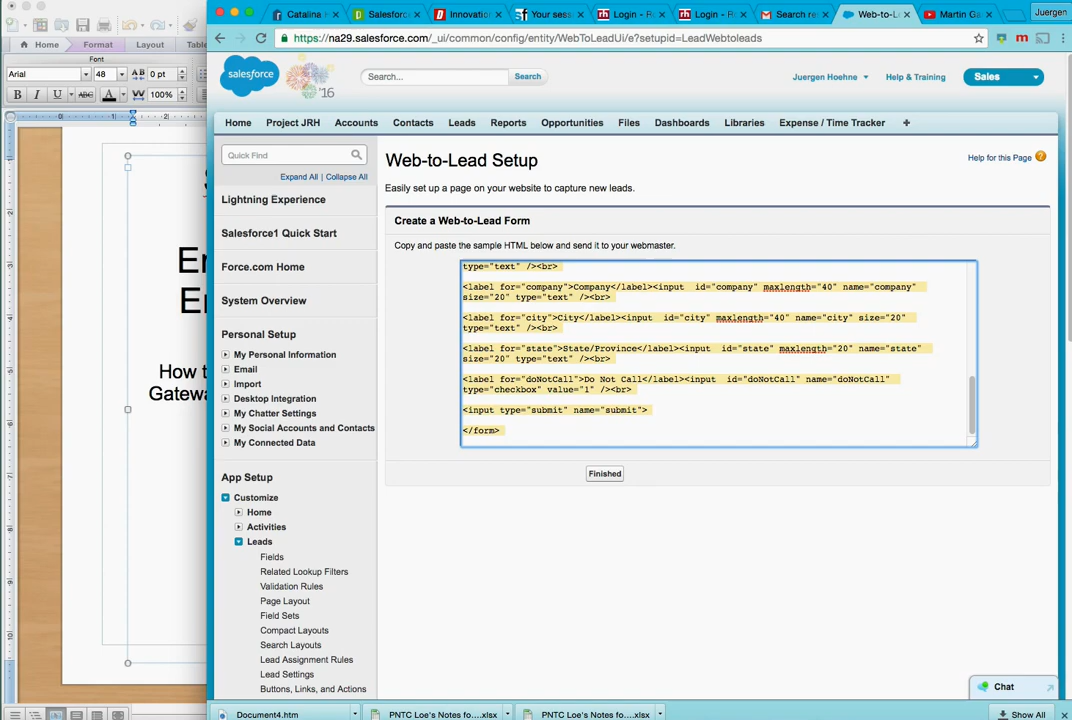 Catalina
Salesforc
Innovation
Your sess
Login - Re
Login - Ro
Search re
Web-to-L
Martin Ga
Juergen
https://na29.salesforce.com/_ui/common/config/entity/WebToLeadUi/e?setupid=LeadWebtoleads
Home Format Layout Table
Font
Arial 48 0 pt
B I U ABC A 100%
salesforce '16
Search... Search
Juergen Hoehne Help & Training Sales
Home Project JRH Accounts Contacts Leads Reports Opportunities Files Dashboards Libraries Expense / Time Tracker +
Quick Find
Expand All | Collapse All
Lightning Experience
Salesforce1 Quick Start
Force.com Home
System Overview
Personal Setup
My Personal Information
Email
Import
Desktop Integration
My Chatter Settings
My Social Accounts and Contacts
My Connected Data
App Setup
Customize
Home
Activities
Leads
Fields
Related Lookup Filters
Validation Rules
Page Layout
Field Sets
Compact Layouts
Search Layouts
Lead Assignment Rules
Lead Settings
Buttons, Links, and Actions
Web-to-Lead Setup
Help for this Page
Easily set up a page on your website to capture new leads.
Create a Web-to-Lead Form
Copy and paste the sample HTML below and send it to your webmaster.
type="text" /><br>
<label for="company">Company</label><input  id="company" maxlength="40" name="company"
size="20" type="text" /><br>
<label for="city">City</label><input  id="city" maxlength="40" name="city" size="20"
type="text" /><br>
<label for="state">State/Province</label><input  id="state" maxlength="20" name="state"
size="20" type="text" /><br>
<label for="doNotCall">Do Not Call</label><input  id="doNotCall" name="doNotCall"
type="checkbox" value="1" /><br>
<input type="submit" name="submit">
</form>
Finished
How t
Gatew
Chat
Document4.htm
PNTC Loe's Notes fo....xlsx
PNTC Loe's Notes fo....xlsx
Show All